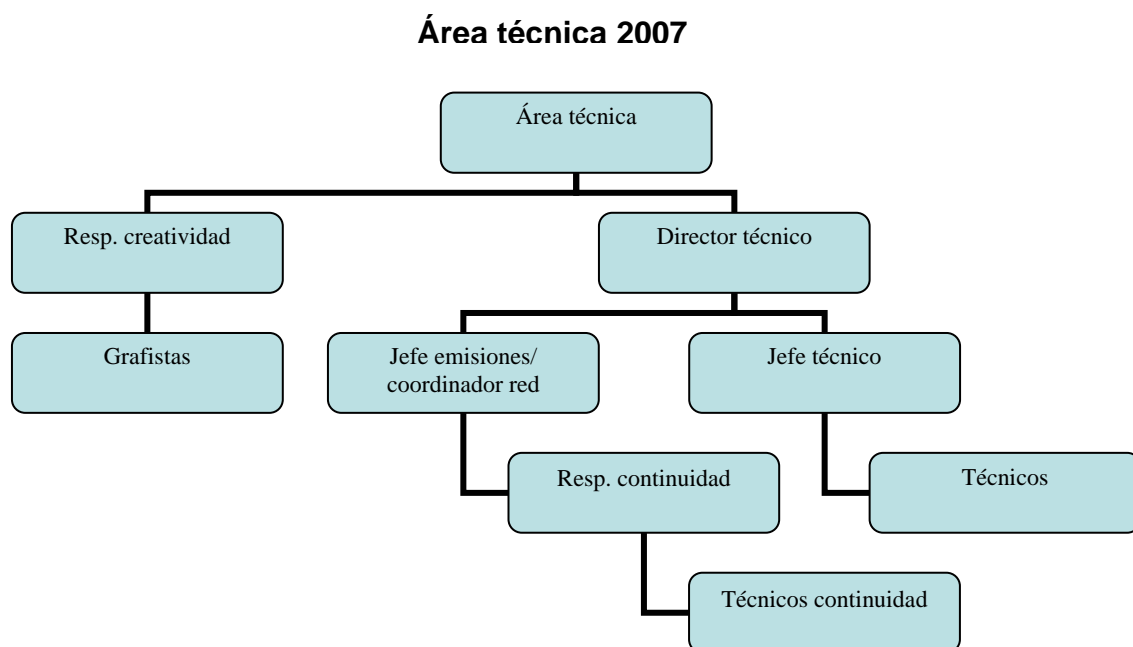 Área técnica 2007
Área técnica
Resp. creatividad
Director técnico
Grafistas
Jefe emisiones/
coordinador red
Jefe técnico
Resp. continuidad
Técnicos
Técnicos continuidad